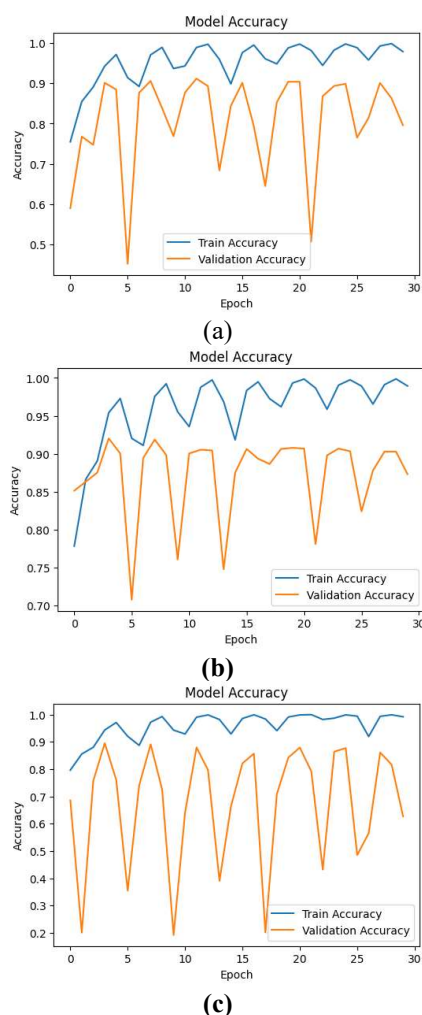 Model Accuracy
1.0
0.9
0.8
0.7
0.6
0.5
Accuracy
Train Accuracy
Validation Accuracy
0 5 10 15 20 25 30
Epoch
(a)
Model Accuracy
1.00
0.95
0.90
0.85
0.80
0.75
0.70
Accuracy
Train Accuracy
Validation Accuracy
0 5 10 15 20 25 30
Epoch
(b)
Model Accuracy
1.0
0.9
0.8
0.7
0.6
0.5
0.4
0.3
0.2
Accuracy
Train Accuracy
Validation Accuracy
0 5 10 15 20 25 30
Epoch
(c)